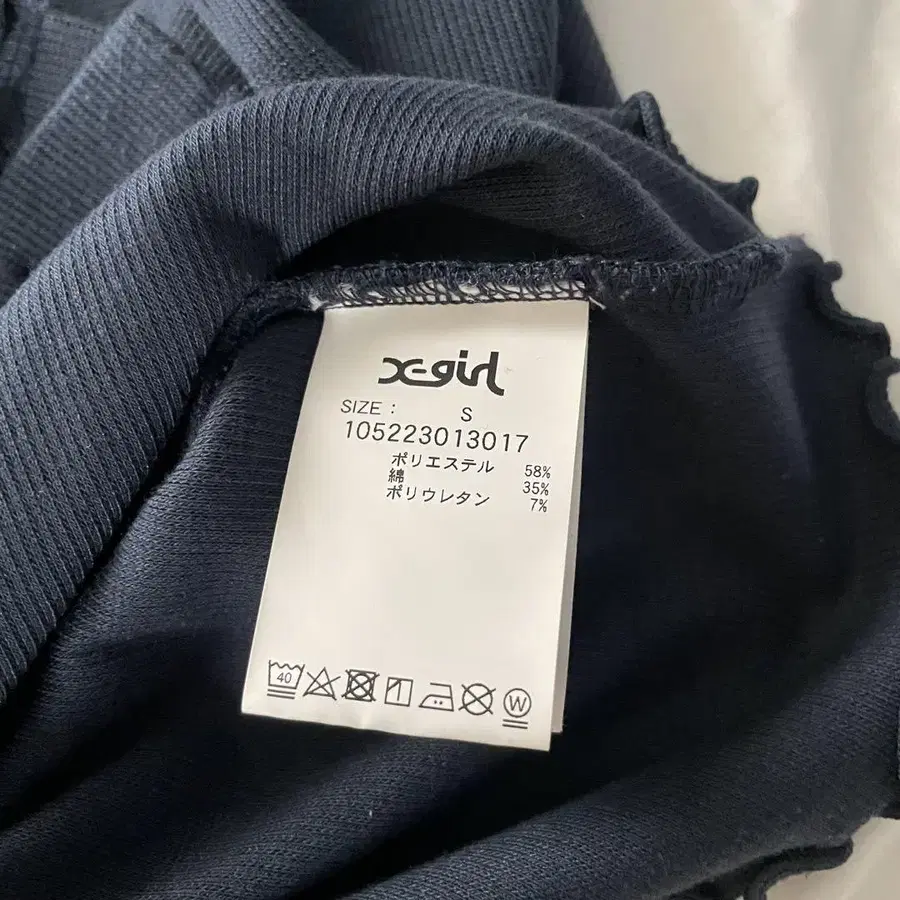 X-girl
SIZE : S
105223013017
ポリエステル 58%
綿 35%
ポリウレタン 7%
40
W